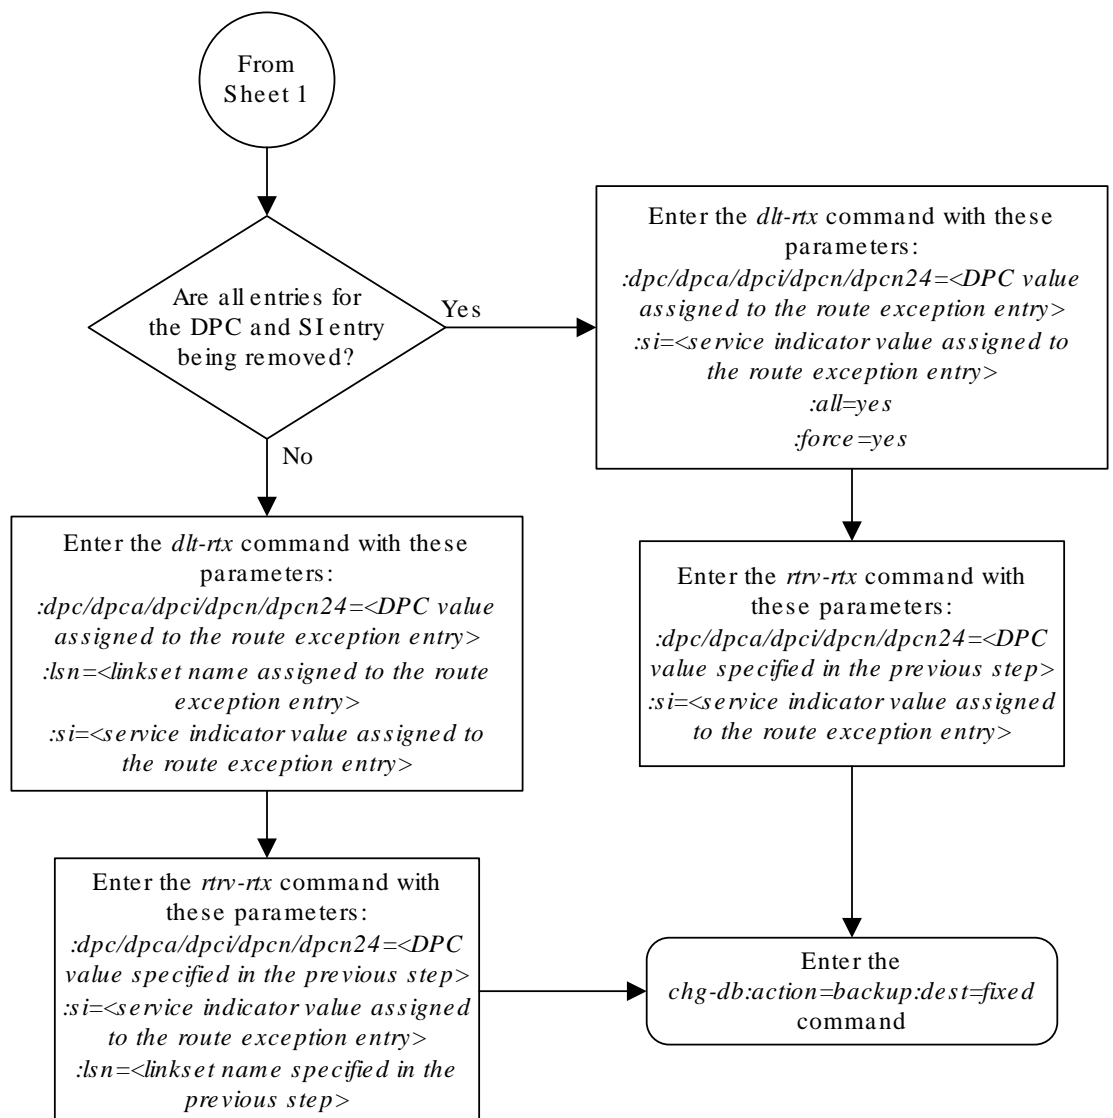 From
Sheet 1
Are all entries for
the DPC and SI entry
being removed?
Yes
No
Enter the dlt-rtx command with these
parameters:
:dpc/dpca/dpci/dpcn/dpcn24=<DPC value
assigned to the route exception entry>
:si=<service indicator value assigned to
the route exception entry>
:all=yes
:force=yes
Enter the dlt-rtx command with these
parameters:
:dpc/dpca/dpci/dpcn/dpcn24=<DPC value
assigned to the route exception entry>
:lsn=<linkset name assigned to the route
exception entry>
:si=<service indicator value assigned to
the route exception entry>
Enter the rtrv-rtx command with
these parameters:
:dpc/dpca/dpci/dpcn/dpcn24=<DPC
value specified in the previous step>
:si=<service indicator value assigned
to the route exception entry>
Enter the rtrv-rtx command with
these parameters:
:dpc/dpca/dpci/dpcn/dpcn24=<DPC
value specified in the previous step>
:si=<service indicator value assigned
to the route exception entry>
:lsn=<linkset name specified in the
previous step>
Enter the
chg-db:action=backup:dest=fixed
command